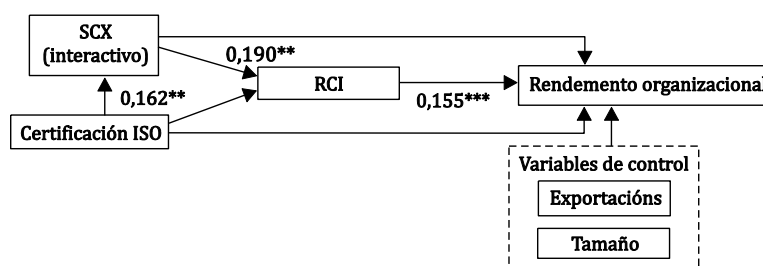 SCX
(interactivo)
0,190**
RCI
0,155***
Rendemento organizacional
0,162**
Certificación ISO
Variables de control
Exportacións
Tamaño